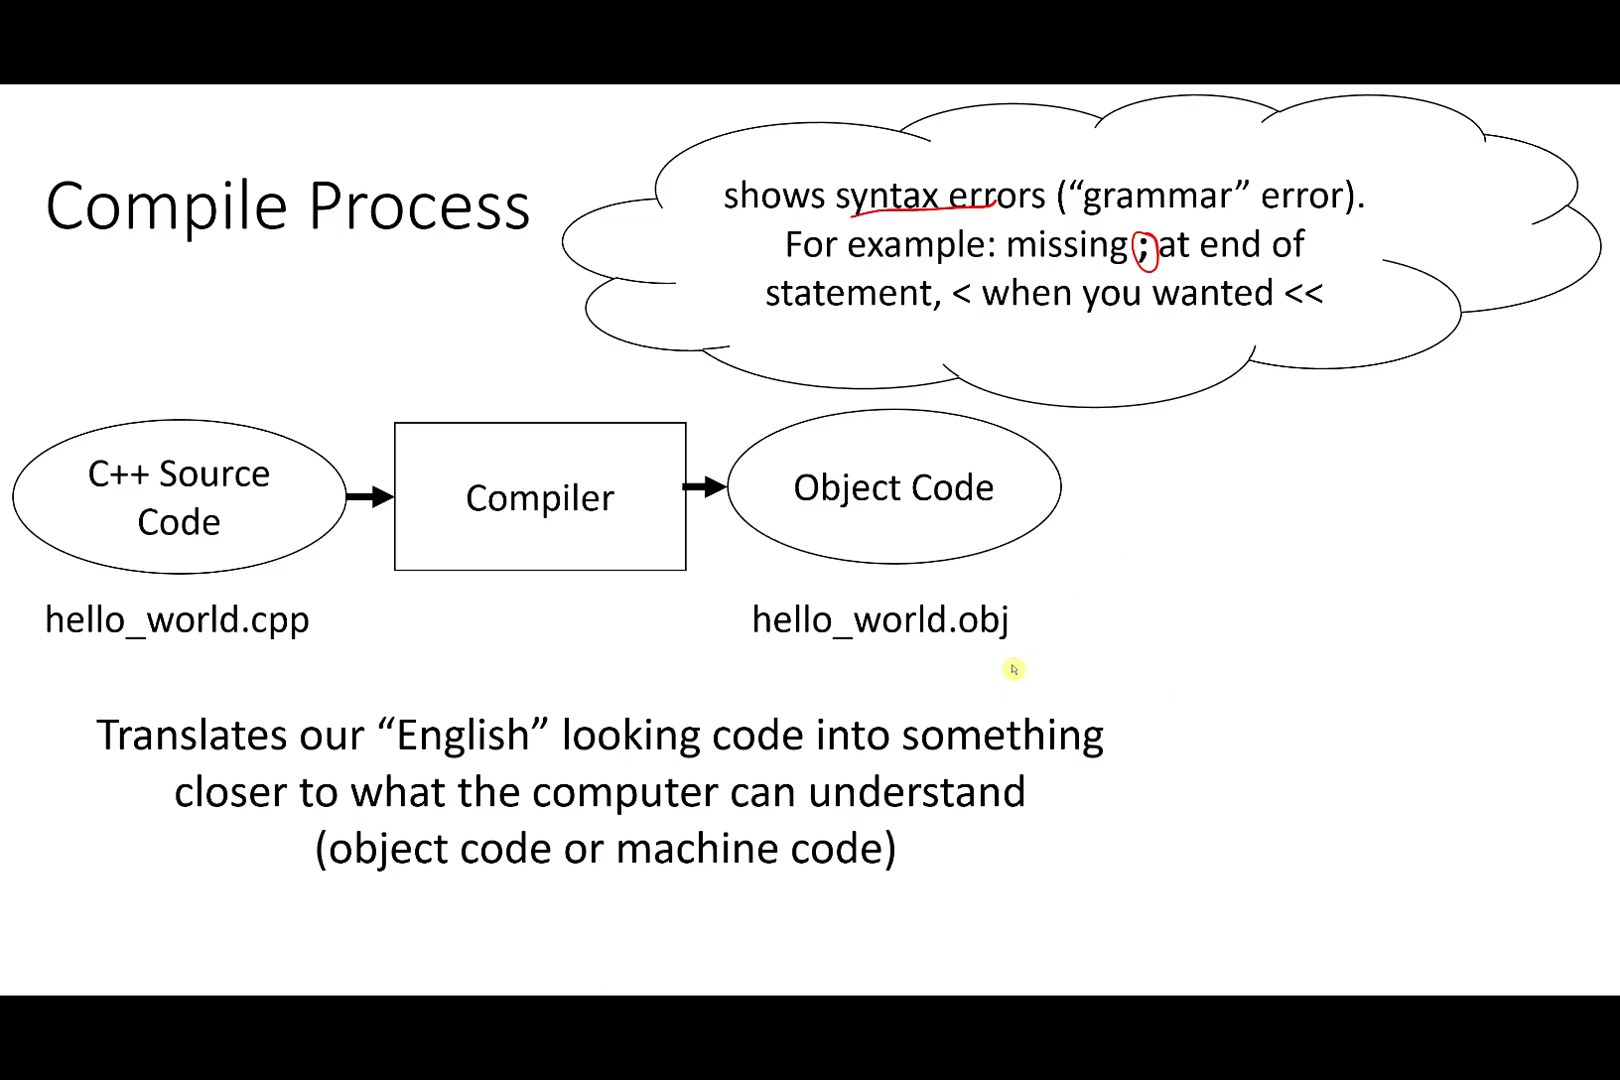 Compile Process
shows syntax errors (“grammar” error).
For example: missing ; at end of
statement, < when you wanted <<
C++ Source
Code
Compiler
Object Code
hello_world.cpp
hello_world.obj
Translates our “English” looking code into something
closer to what the computer can understand
(object code or machine code)